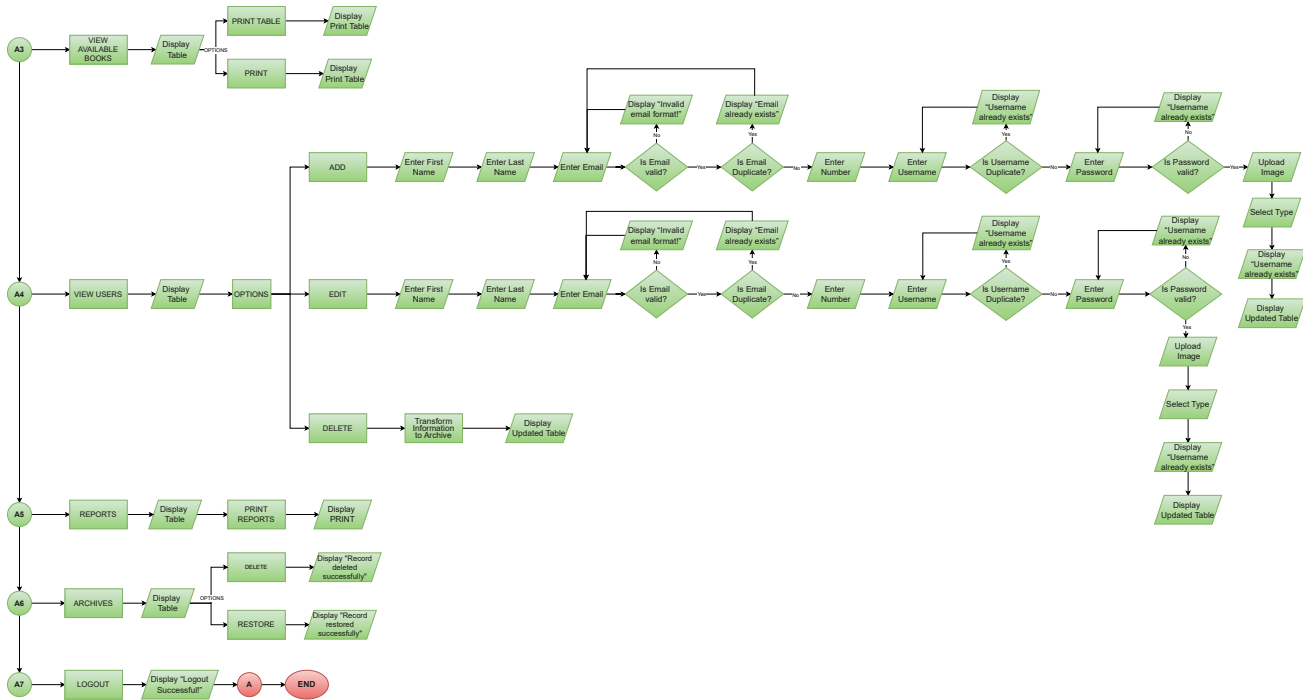 PRINT TABLE
Display
Print Table
A3
VIEW
AVAILABLE
BOOKS
Display
Table
OPTIONS
PRINT
Display
Print Table
Display "Invalid
email format!"
Display "Email
already exists"
Display
"Username
already exists"
Display
"Username
already exists"
No
Yes
Yes
No
ADD
Enter First
Name
Enter Last
Name
Enter Email
Is Email
valid?
Yes
Is Email
Duplicate?
No
Enter
Number
Enter
Username
Is Username
Duplicate?
No
Enter
Password
Is Password
valid?
Yes
Upload
Image
Select Type
Display
"Username
already exists"
Display
Updated Table
Display "Invalid
email format!"
Display "Email
already exists"
Display
"Username
already exists"
Display
"Username
already exists"
No
Yes
Yes
No
A4
VIEW USERS
Display
Table
OPTIONS
EDIT
Enter First
Name
Enter Last
Name
Enter Email
Is Email
valid?
Yes
Is Email
Duplicate?
No
Enter
Number
Enter
Username
Is Username
Duplicate?
No
Enter
Password
Is Password
valid?
Yes
Upload
Image
Select Type
Display
"Username
already exists"
Display
Updated Table
DELETE
Transform
Information
to Archive
Display
Updated Table
A5
REPORTS
Display
Table
PRINT
REPORTS
Display
PRINT
DELETE
Display "Record
deleted
successfully"
A6
ARCHIVES
Display
Table
OPTIONS
RESTORE
Display "Record
restored
successfully"
A7
LOGOUT
Display "Logout
Successful!"
A
END